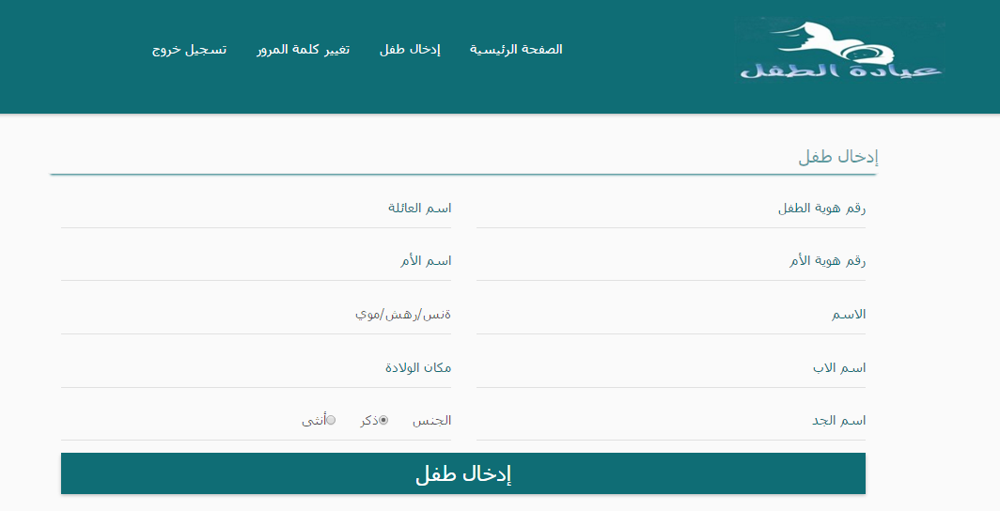 عيادة الطفل
الصفحة الرئيسية إدخال طفل تغيير كلمة المرور تسجيل خروج
إدخال طفل
رقم هوية الطفل اسم العائلة
رقم هوية الأم اسم الأم
الاسم ةنس/رهش/موي
اسم الاب مكان الولادة
اسم الجد الجنس ذكر أنثى
إدخال طفل